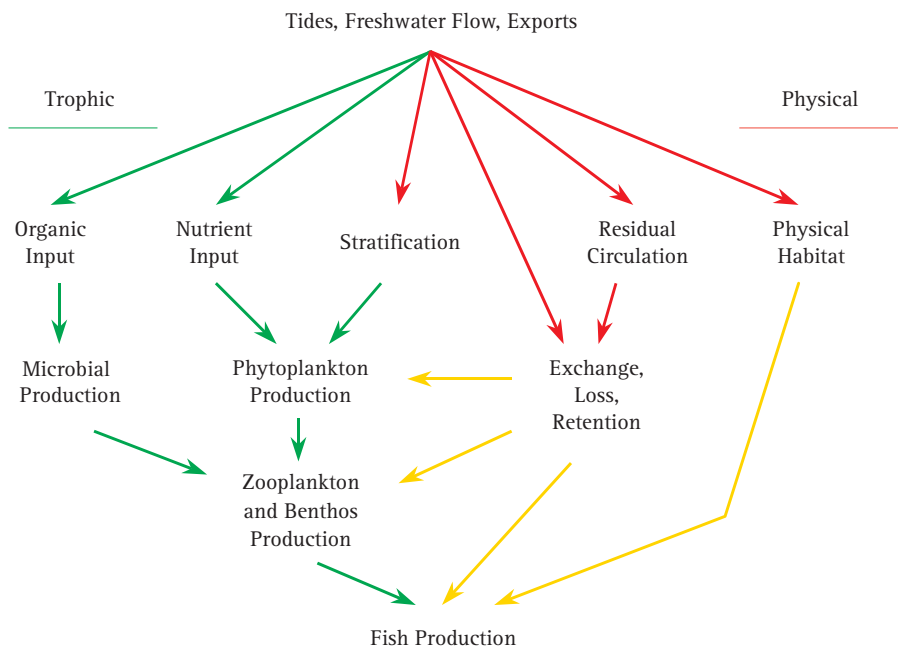 Tides, Freshwater Flow, Exports
Trophic
Physical
Organic
Input
Nutrient
Input
Stratification
Residual
Circulation
Physical
Habitat
Microbial
Production
Phytoplankton
Production
Exchange,
Loss,
Retention
Zooplankton
and Benthos
Production
Fish Production